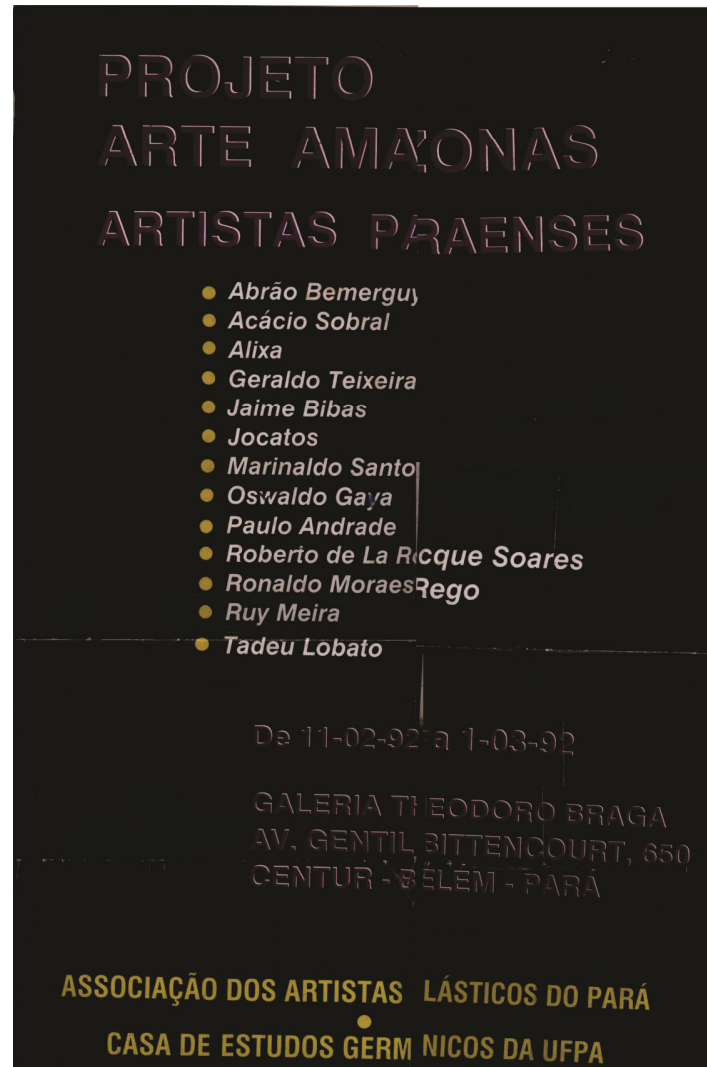 PROJETO
ARTE AMAZONAS
ARTISTAS PARAENSES
Abrão Bemerguy
Acácio Sobral
Alixa
Geraldo Teixeira
Jaime Bibas
Jocatos
Marinaldo Santo
Oswaldo Gaya
Paulo Andrade
Roberto de La Rocque Soares
Ronaldo Moraes Rego
Ruy Meira
Tadeu Lobato
De 11-02-92 a 1-03-92
GALERIA THEODORO BRAGA
AV. GENTIL BITTENCOURT, 650
CENTUR - BELÉM - PARÁ
ASSOCIAÇÃO DOS ARTISTAS LÁSTICOS DO PARÁ
CASA DE ESTUDOS GERM NICOS DA UFPA